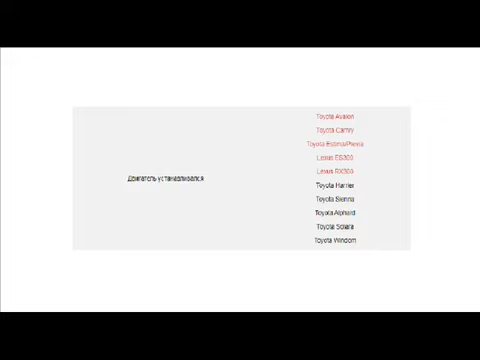 Toyota Avalon
Toyota Camry
Toyota Estima/Previa
Lexus ES300
Lexus RX300
Двигатель устанавливался
Toyota Harrier
Toyota Sienna
Toyota Alphard
Toyota Solara
Toyota Windom